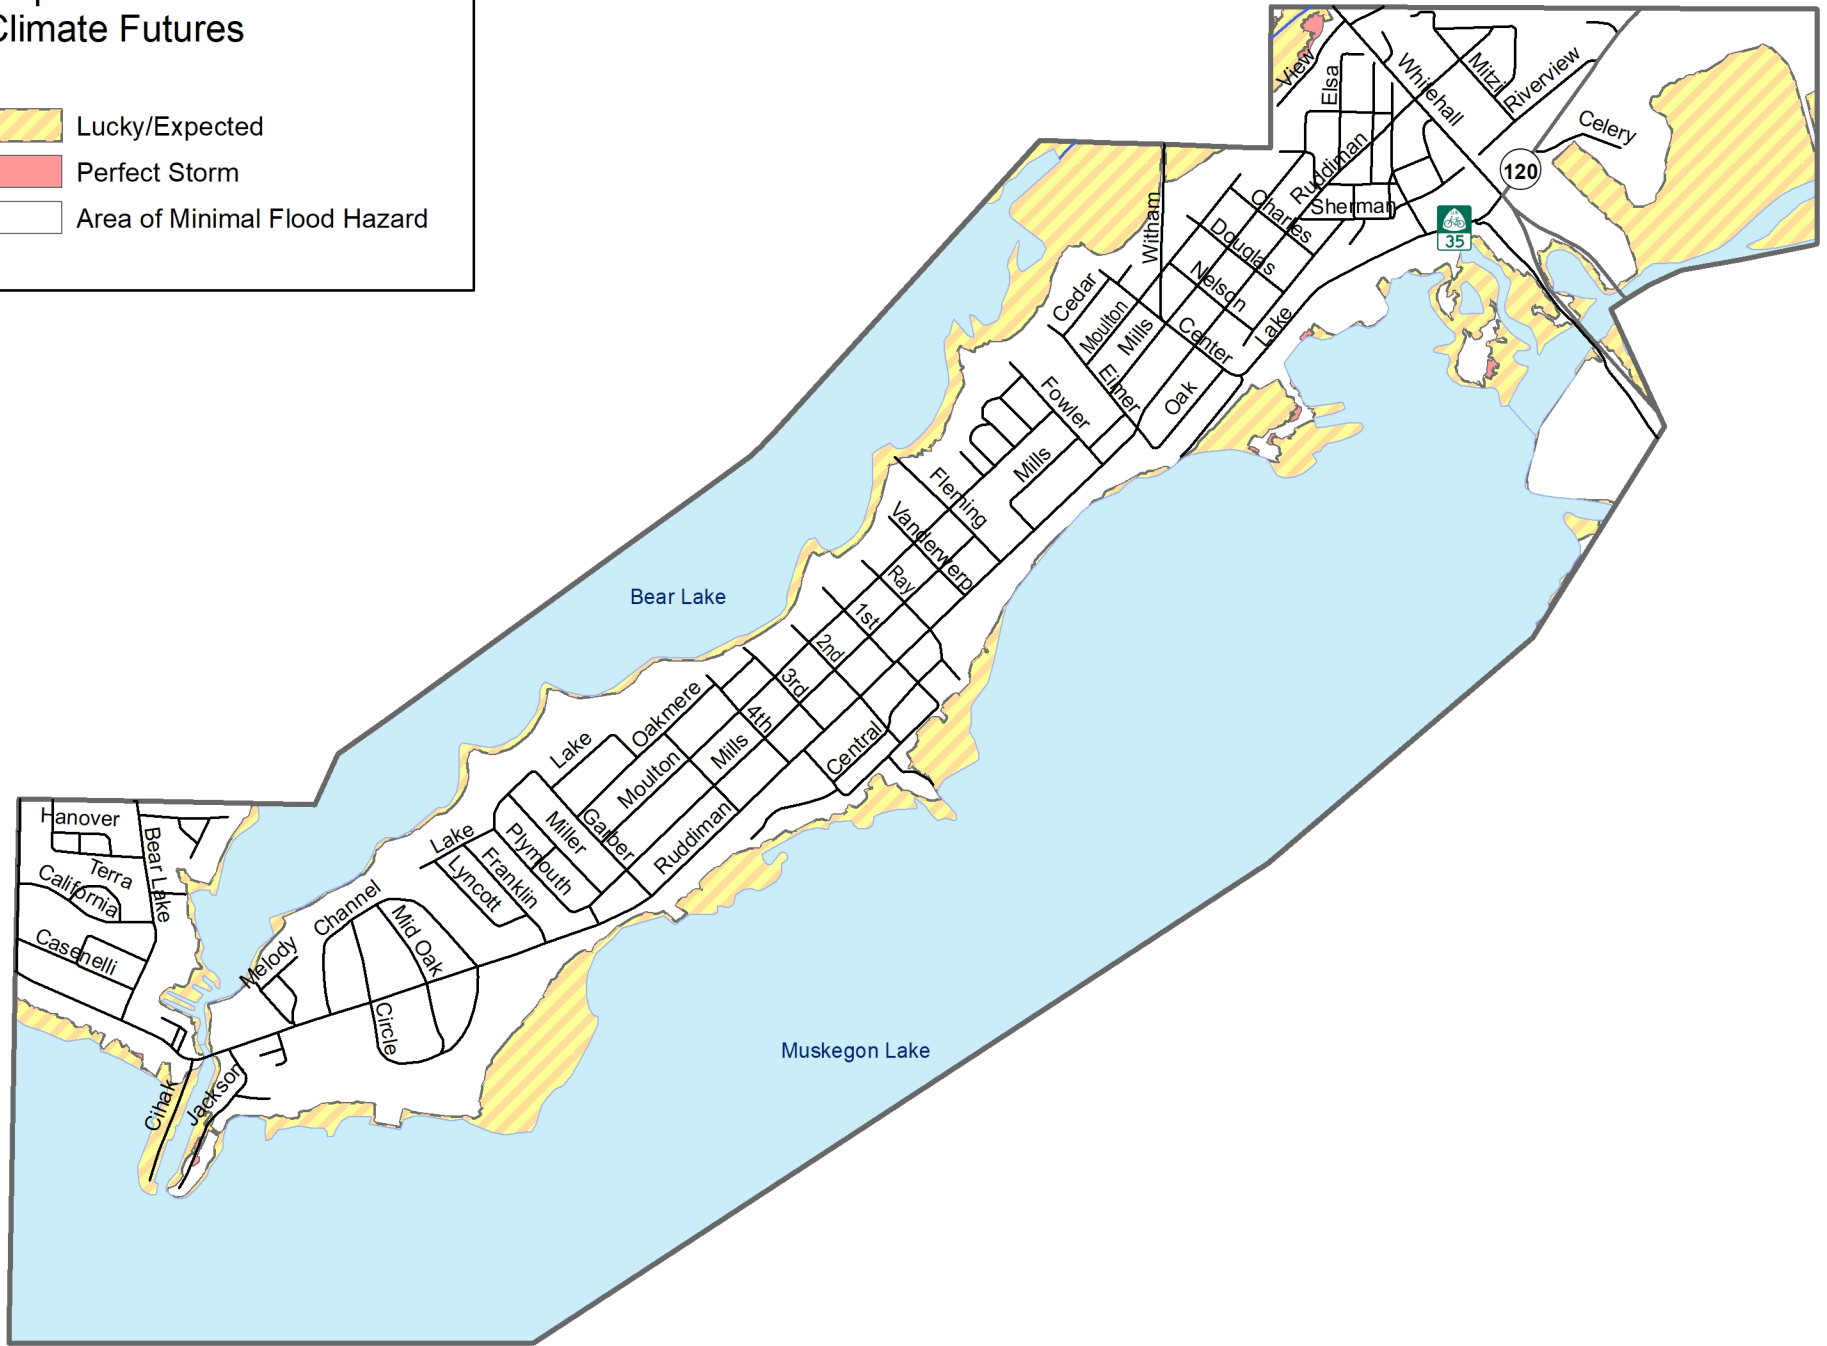 Climate Futures
Lucky/Expected
Perfect Storm
Area of Minimal Flood Hazard
View
Elsa
Whitehall
Mitzi
Riverview
Celery
120
Ruddiman
Sherman
35
Charles
Witham
Douglas
Nelson
Cedar
Moulton
Mills
Center
Lake
Eimer
Oak
Fowler
Mills
Fleming
Vanderwerp
Ray
1st
2nd
3rd
4th
Bear Lake
Oakmere
Lake
Mills
Central
Moulton
Garber
Ruddiman
Miller
Plymouth
Lake
Franklin
Lyncott
Hanover
Bear Lake
Terra
California
Casenelli
Channel
Mid Oak
Melody
Circle
Cihak
Jackson
Muskegon Lake